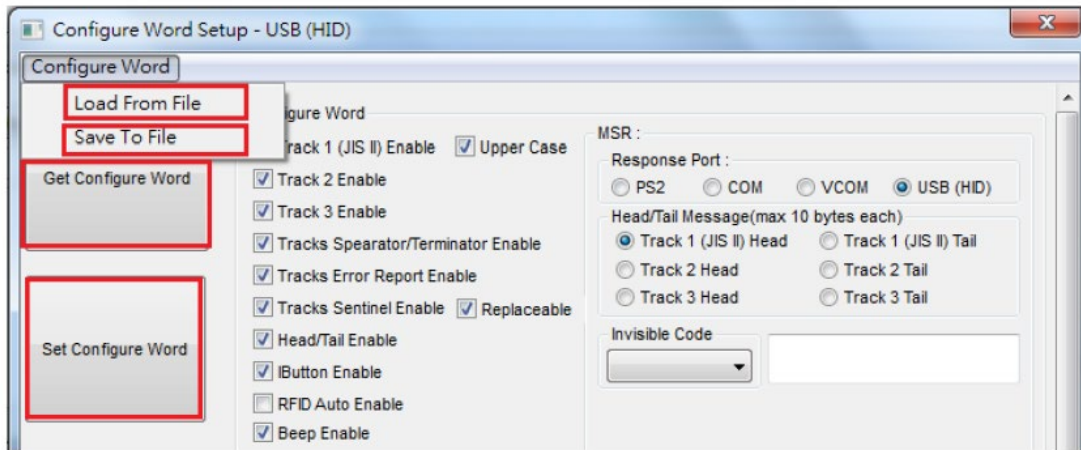 Configure Word Setup - USB (HID)
Configure Word
Load From File
Save To File
igure Word
Track 1 (JIS II) Enable Upper Case
Get Configure Word
Track 2 Enable
Track 3 Enable
Tracks Spearator/Terminator Enable
Tracks Error Report Enable
Tracks Sentinel Enable Replaceable
Set Configure Word
Head/Tail Enable
IButton Enable
RFID Auto Enable
Beep Enable
MSR :
Response Port :
PS2 COM VCOM USB (HID)
Head/Tail Message(max 10 bytes each)
Track 1 (JIS II) Head Track 1 (JIS II) Tail
Track 2 Head Track 2 Tail
Track 3 Head Track 3 Tail
Invisible Code